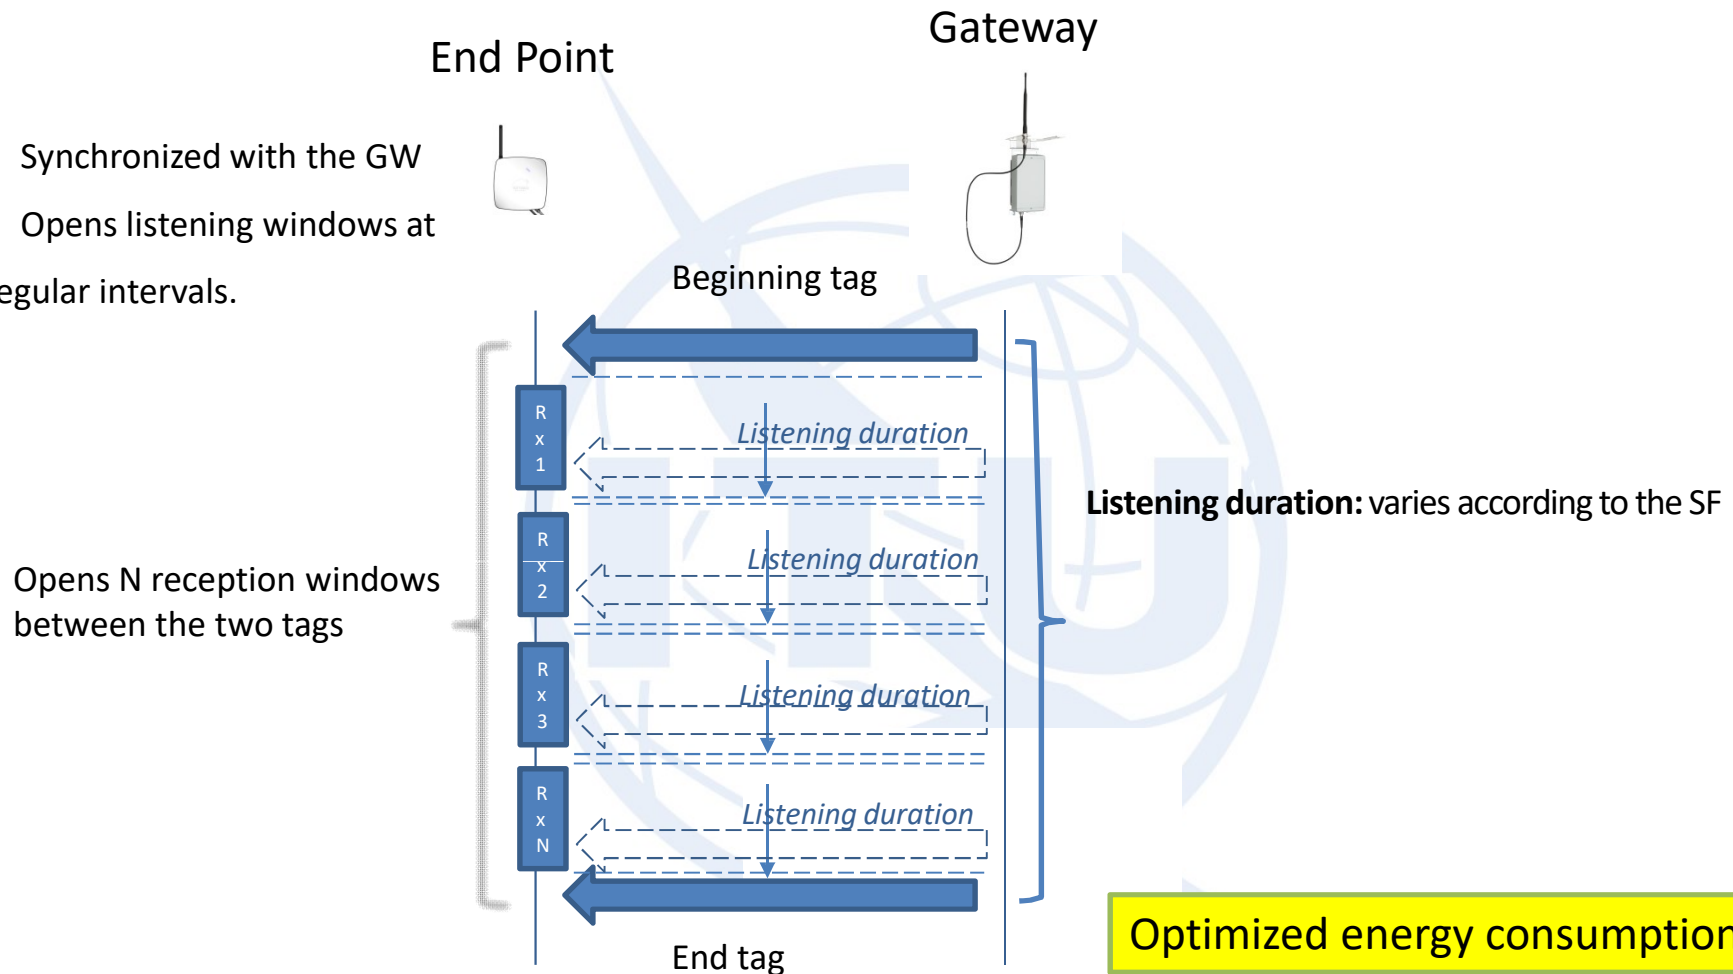 End Point
Gateway
Synchronized with the GW
Opens listening windows at
egular intervals.
Beginning tag
R
x
1
Listening duration
R
x
2
Listening duration
R
x
3
Listening duration
R
x
N
Listening duration
Listening duration: varies according to the SF
Opens N reception windows
between the two tags
End tag
Optimized energy consumption
ITU